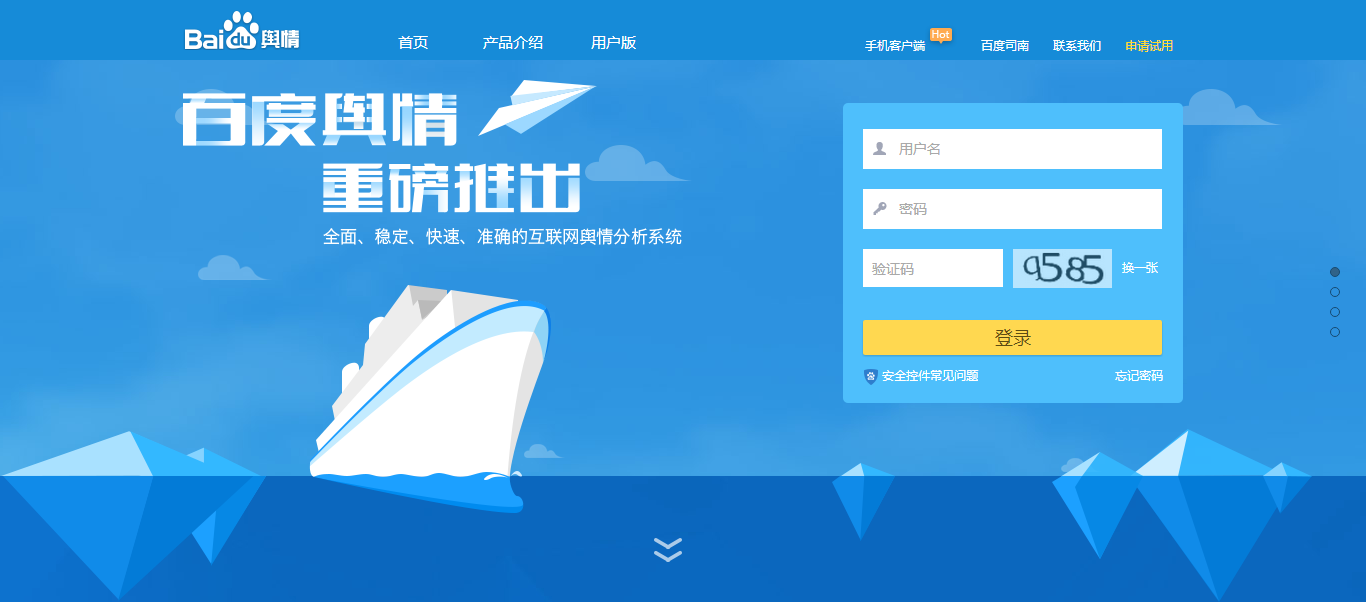 Baidu舆情
首页 产品介绍 用户版 手机客户端 Hot 百度司南 联系我们 申请试用
百度舆情
重磅推出
全面、稳定、快速、准确的互联网舆情分析系统
用户名
密码
验证码 9585 换一张
登录
安全控件常见问题 忘记密码